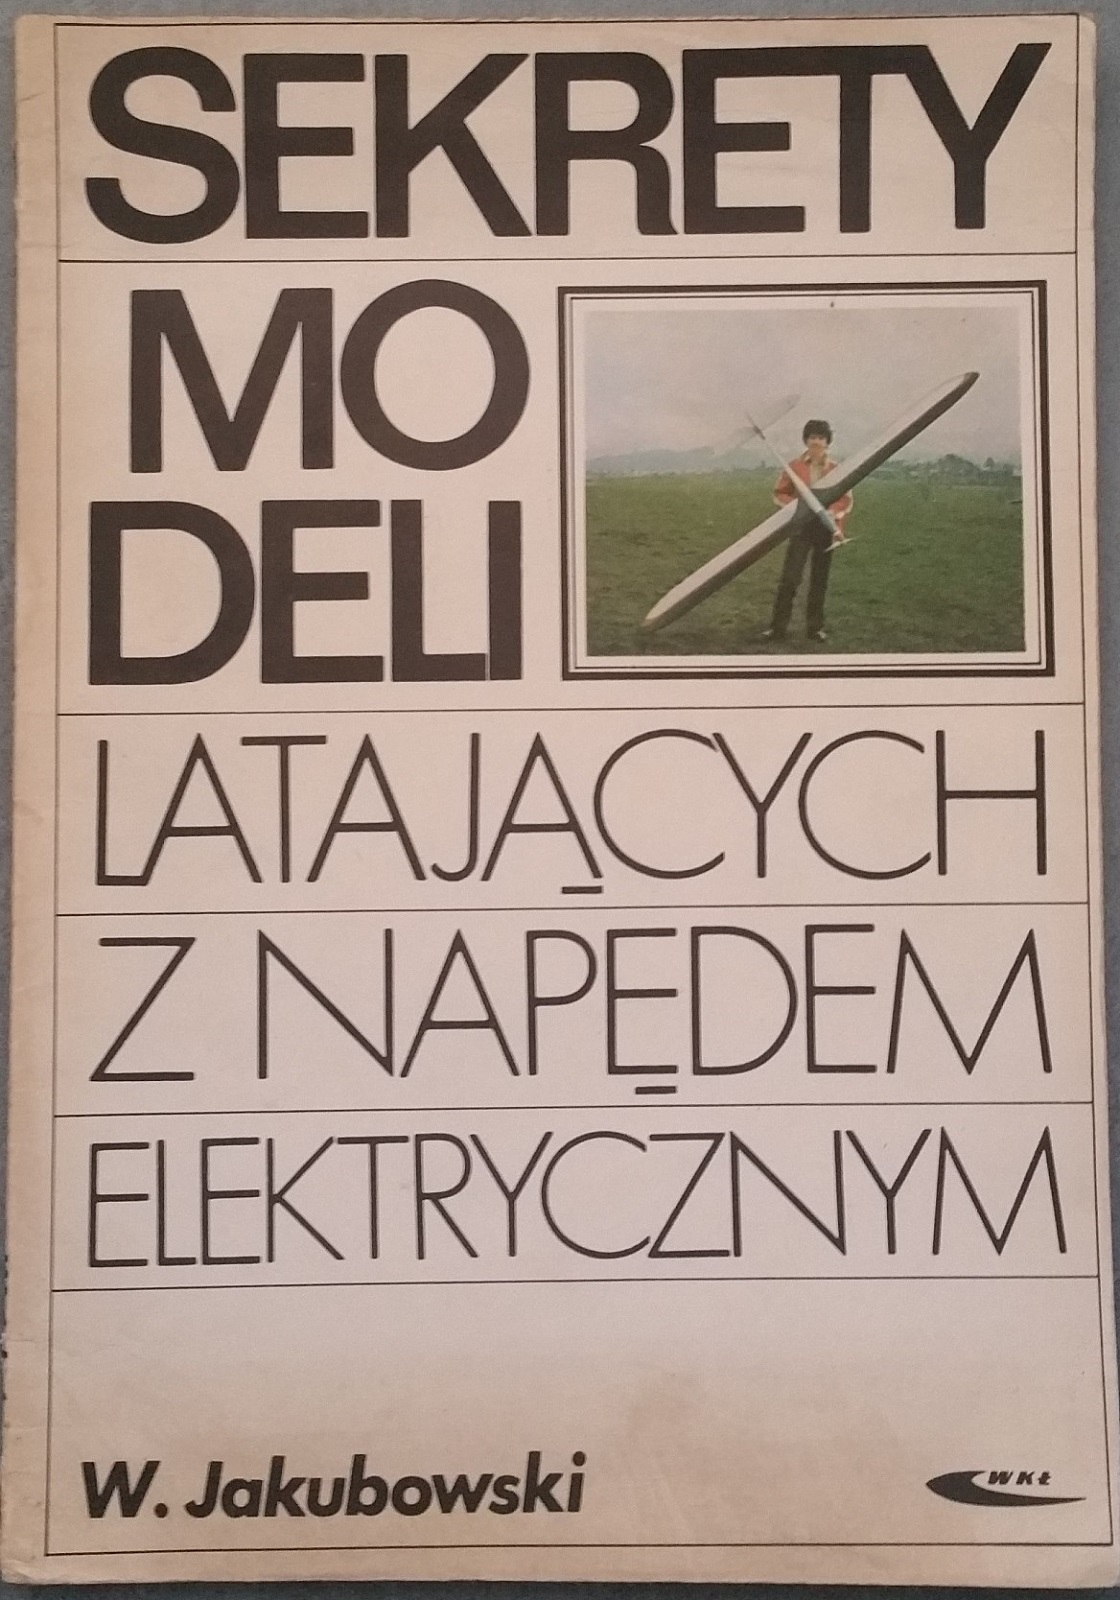 SEKRETY
MO
DELI
LATAJĄCYCH
Z NAPĘDEM
ELEKTRYCZNYM
W. Jakubowski
WKŁ